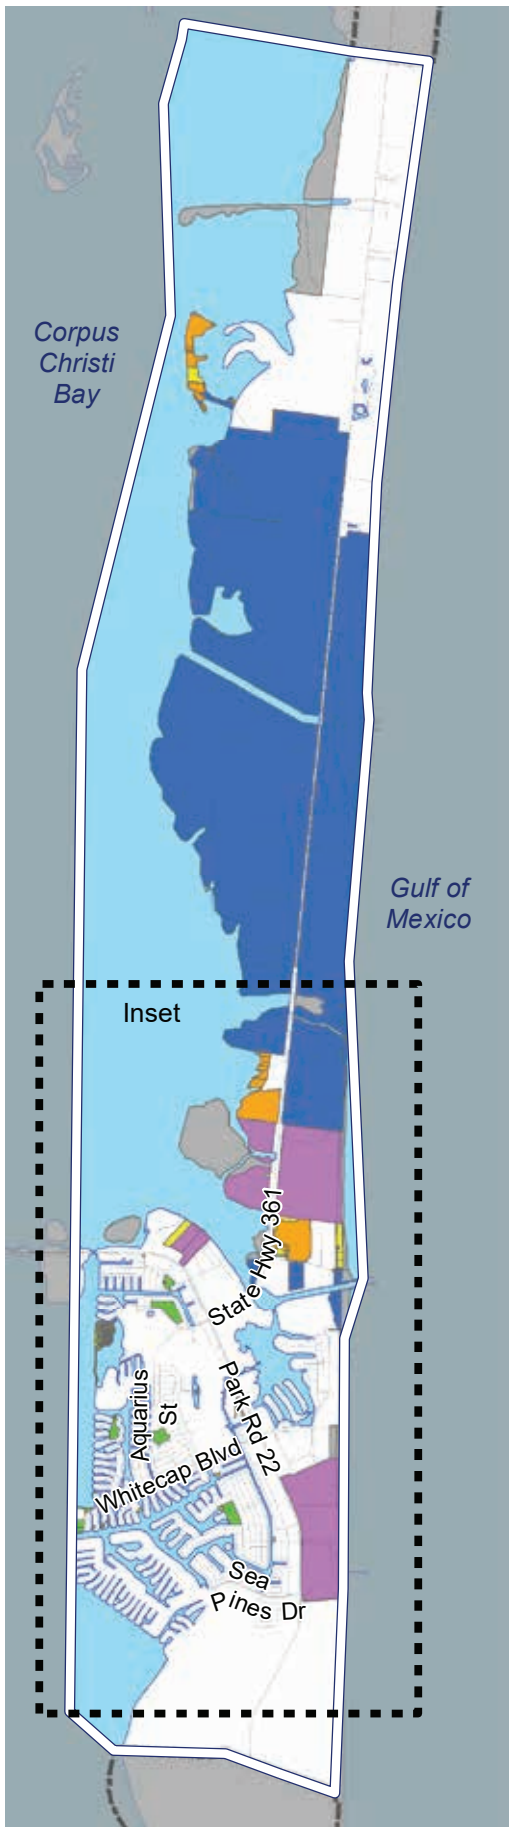 Corpus
Christi
Bay
Gulf of
Mexico
Inset
State Hwy 361
Park Rd 22
Aquarius
St
Whitecap Blvd
Sea
Pines Dr